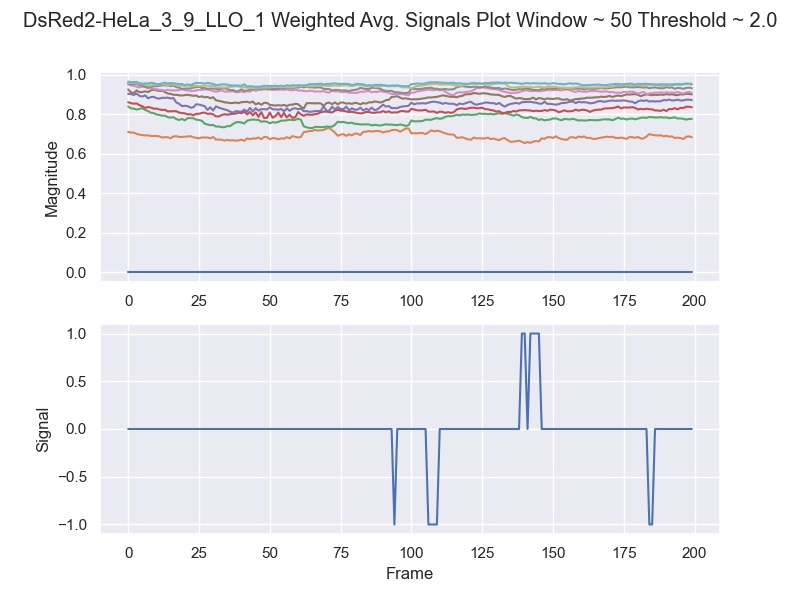 DsRed2-HeLa_3_9_LLO_1 Weighted Avg. Signals Plot Window ~ 50 Threshold ~ 2.0
1.0
0.8
0.6
0.4
0.2
0.0
Magnitude
0 25 50 75 100 125 150 175 200
1.0
0.5
0.0
−0.5
−1.0
Signal
0 25 50 75 100 125 150 175 200
Frame